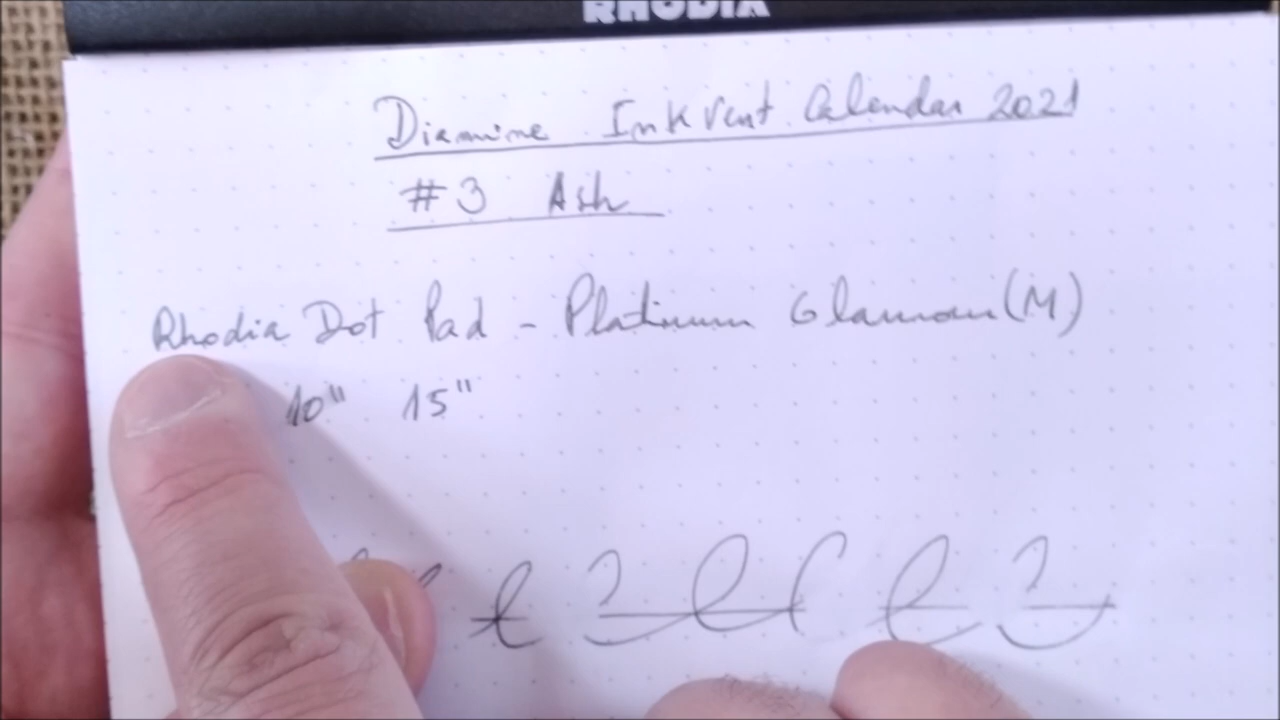 RHODIA
Diamine InkVent Calendar 2021
#3 Ash
Rhodia Dot Pad - Platinum Glamour (M)
10" 15"